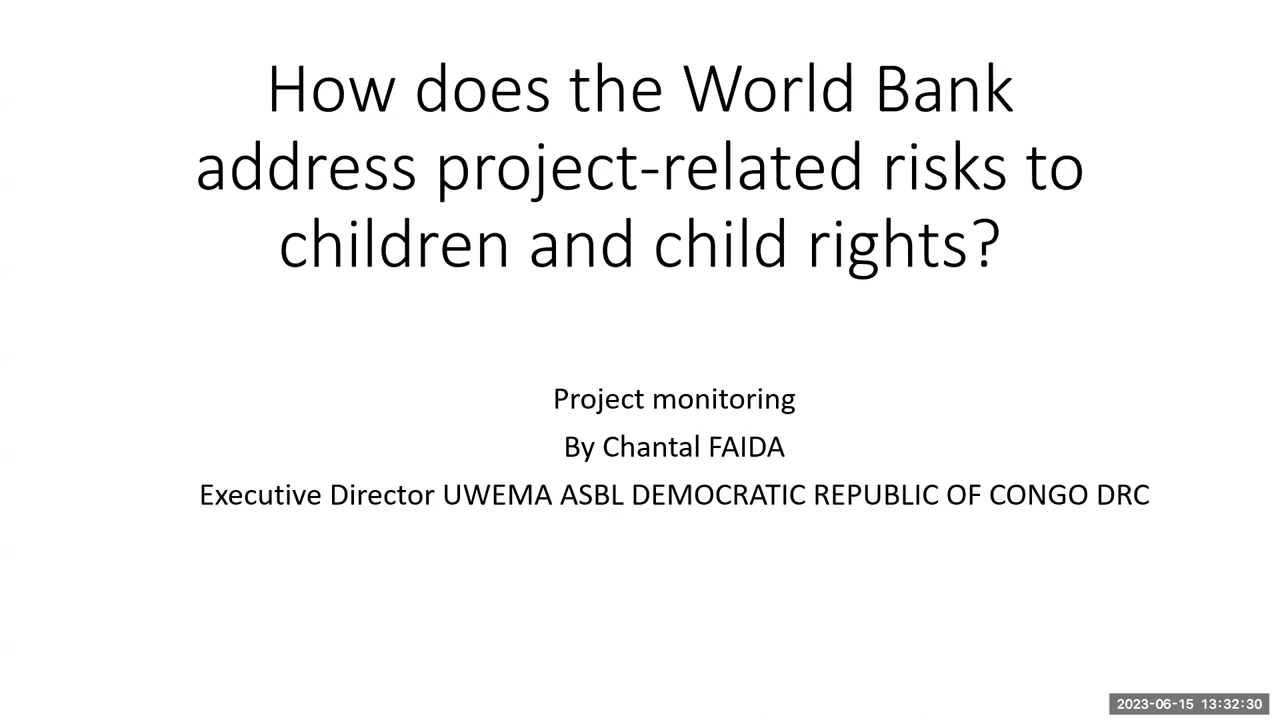 How does the World Bank
address project-related risks to
children and child rights?
Project monitoring
By Chantal FAIDA
Executive Director UWEMA ASBL DEMOCRATIC REPUBLIC OF CONGO DRC
2023-06-15 13:32:30